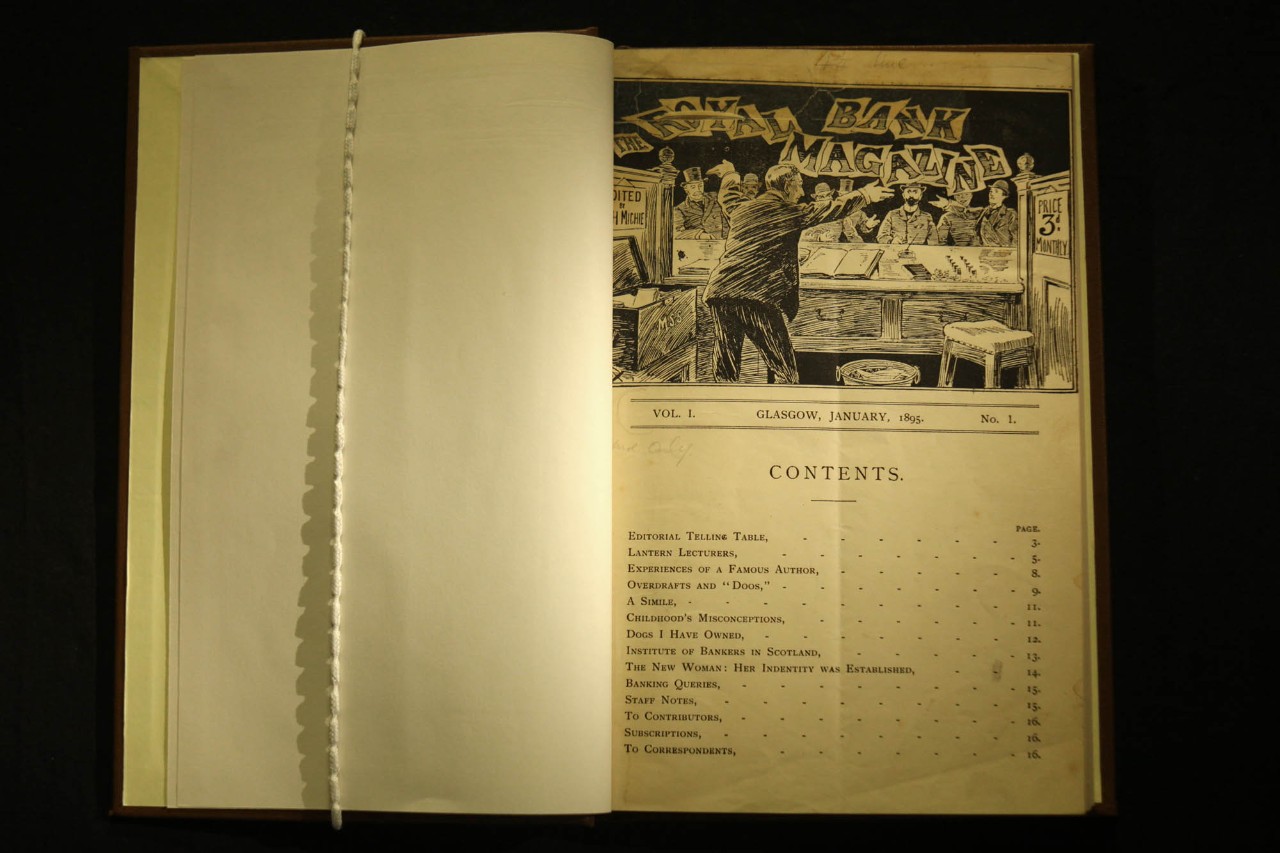 THE ROYAL BANK
MAGAZINE
DITED
BY
H MICHIE
PRICE
3d.
MONTHLY
M.S.S.
VOL. I. GLASGOW, JANUARY, 1895. No. 1.
only
CONTENTS.
PAGE.
EDITORIAL TELLING TABLE, - - - - - - 3.
LANTERN LECTURERS, - - - - - - - 5.
EXPERIENCES OF A FAMOUS AUTHOR, - - - - - 8.
OVERDRAFTS AND "DOOS," - - - - - - - 9.
A SIMILE, - - - - - - - - - 11.
CHILDHOOD'S MISCONCEPTIONS, - - - - - - 11.
DOGS I HAVE OWNED, - - - - - - - 12.
INSTITUTE OF BANKERS IN SCOTLAND, - - - - - 13.
THE NEW WOMAN: HER INDENTITY WAS ESTABLISHED, - - 14.
BANKING QUERIES, - - - - - - - - 15.
STAFF NOTES, - - - - - - - - 15.
TO CONTRIBUTORS, - - - - - - - - 16.
SUBSCRIPTIONS, - - - - - - - - 16.
TO CORRESPONDENTS, - - - - - - - 16.